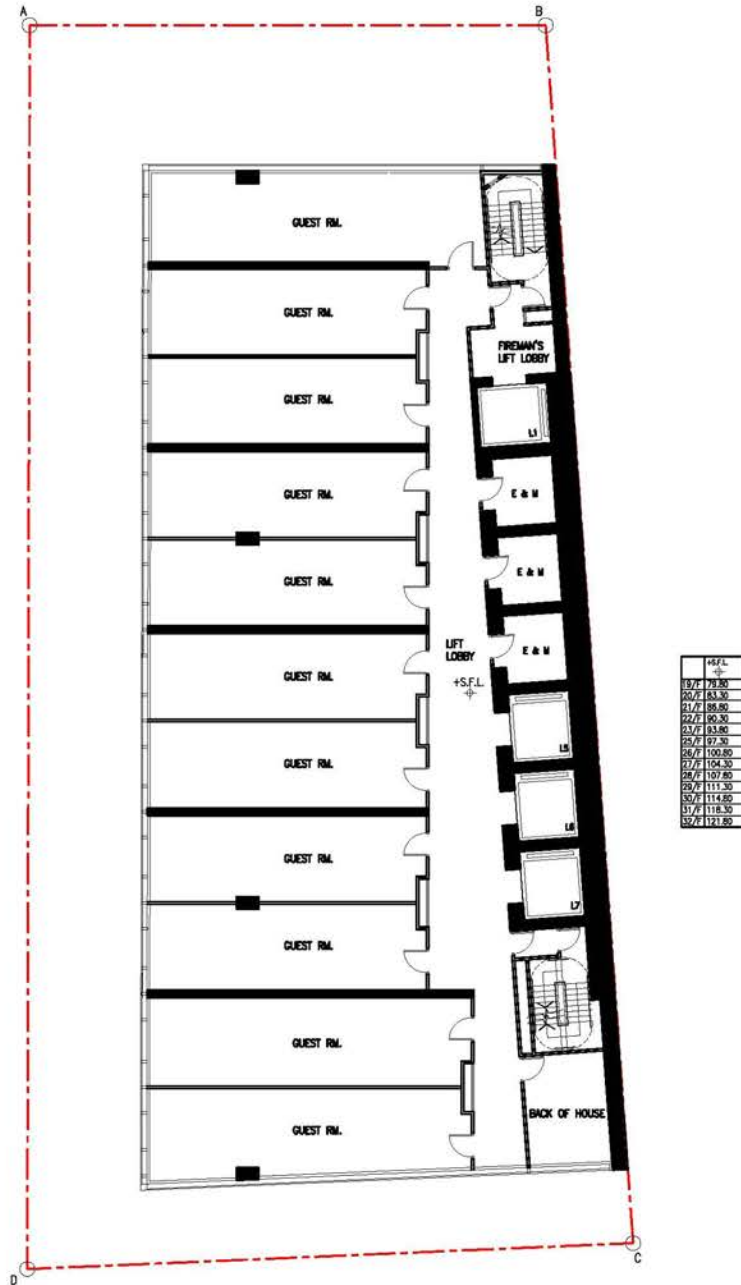 A
B
GUEST RM.
GUEST RM.
FIREMAN'S
LIFT LOBBY
GUEST RM.
L1
GUEST RM.
E & M
GUEST RM.
E & M
LIFT
LOBBY
E & M
GUEST RM.
+S.F.L.
L5
GUEST RM.
L6
GUEST RM.
L7
GUEST RM.
GUEST RM.
BACK OF HOUSE
GUEST RM.
C
D
+S.F.L.
19/F 79.80
20/F 83.30
21/F 86.80
22/F 90.30
23/F 93.80
25/F 97.30
26/F 100.80
27/F 104.30
28/F 107.80
29/F 111.30
30/F 114.80
31/F 118.30
32/F 121.80